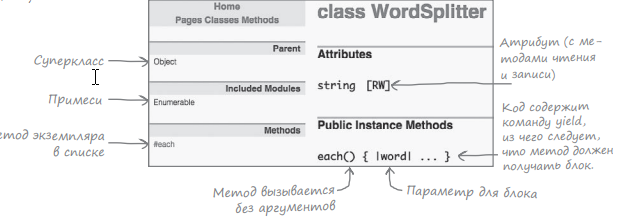 Home
Pages Classes Methods
class WordSplitter
Parent
Object
Included Modules
Enumerable
Methods
#each
Attributes
string [RW]
Public Instance Methods
each() { |word| ... }
Суперкласс
Примеси
етод экземпляра
в списке
Атрибут (с ме-
тодами чтения
и записи)
Код содержит
команду yield,
из чего следует,
что метод должен
получать блок.
Метод вызывается
без аргументов
Параметр для блока